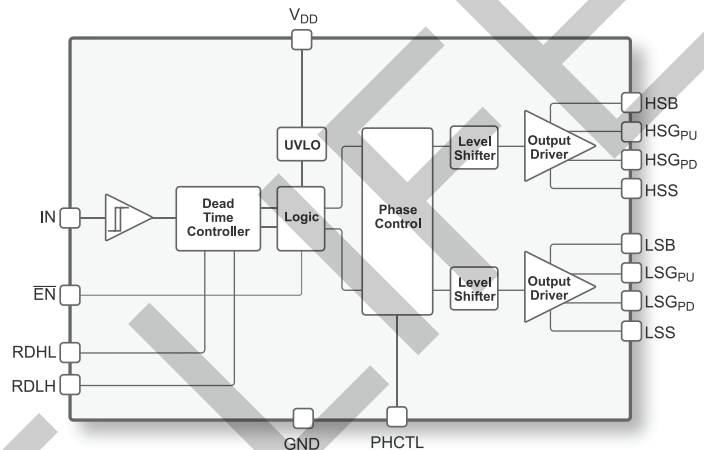 VDD
UVLO
IN
Dead
Time
Controller
Logic
Phase
Control
Level
Shifter
Output
Driver
HSB
HSGPU
HSGPD
HSS
Level
Shifter
Output
Driver
LSB
LSGPU
LSGPD
LSS
EN
RDHL
RDLH
GND
PHCTL